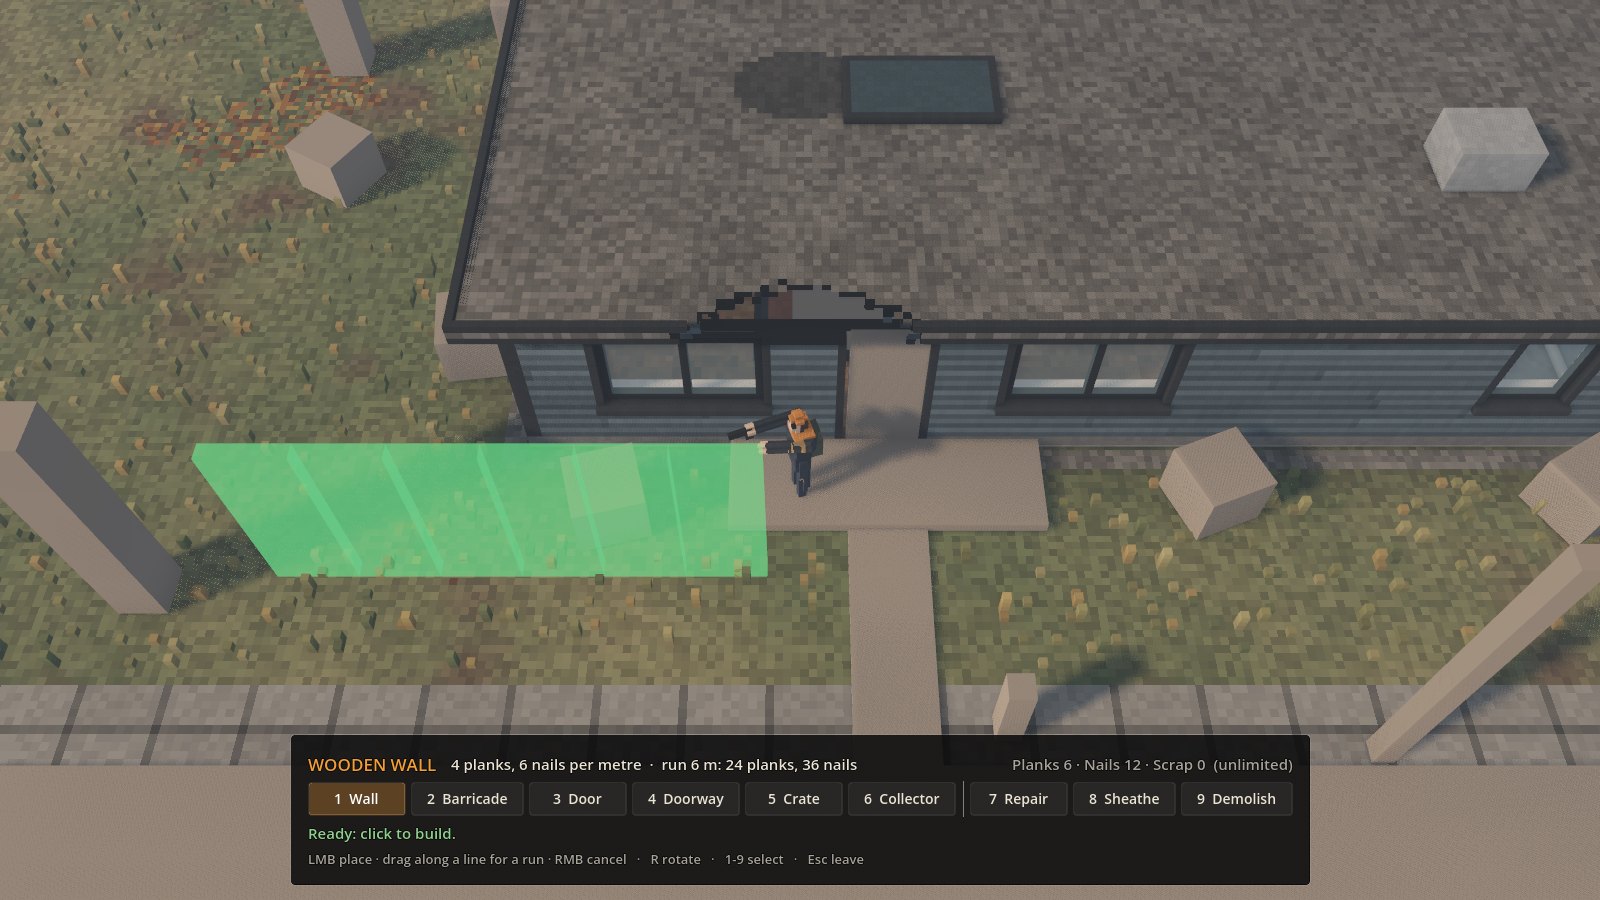 WOODEN WALL 4 planks, 6 nails per metre · run 6 m: 24 planks, 36 nails Planks 6 · Nails 12 · Scrap 0 (unlimited)
1 Wall 2 Barricade 3 Door 4 Doorway 5 Crate 6 Collector 7 Repair 8 Sheathe 9 Demolish
Ready: click to build.
LMB place · drag along a line for a run · RMB cancel · R rotate · 1-9 select · Esc leave